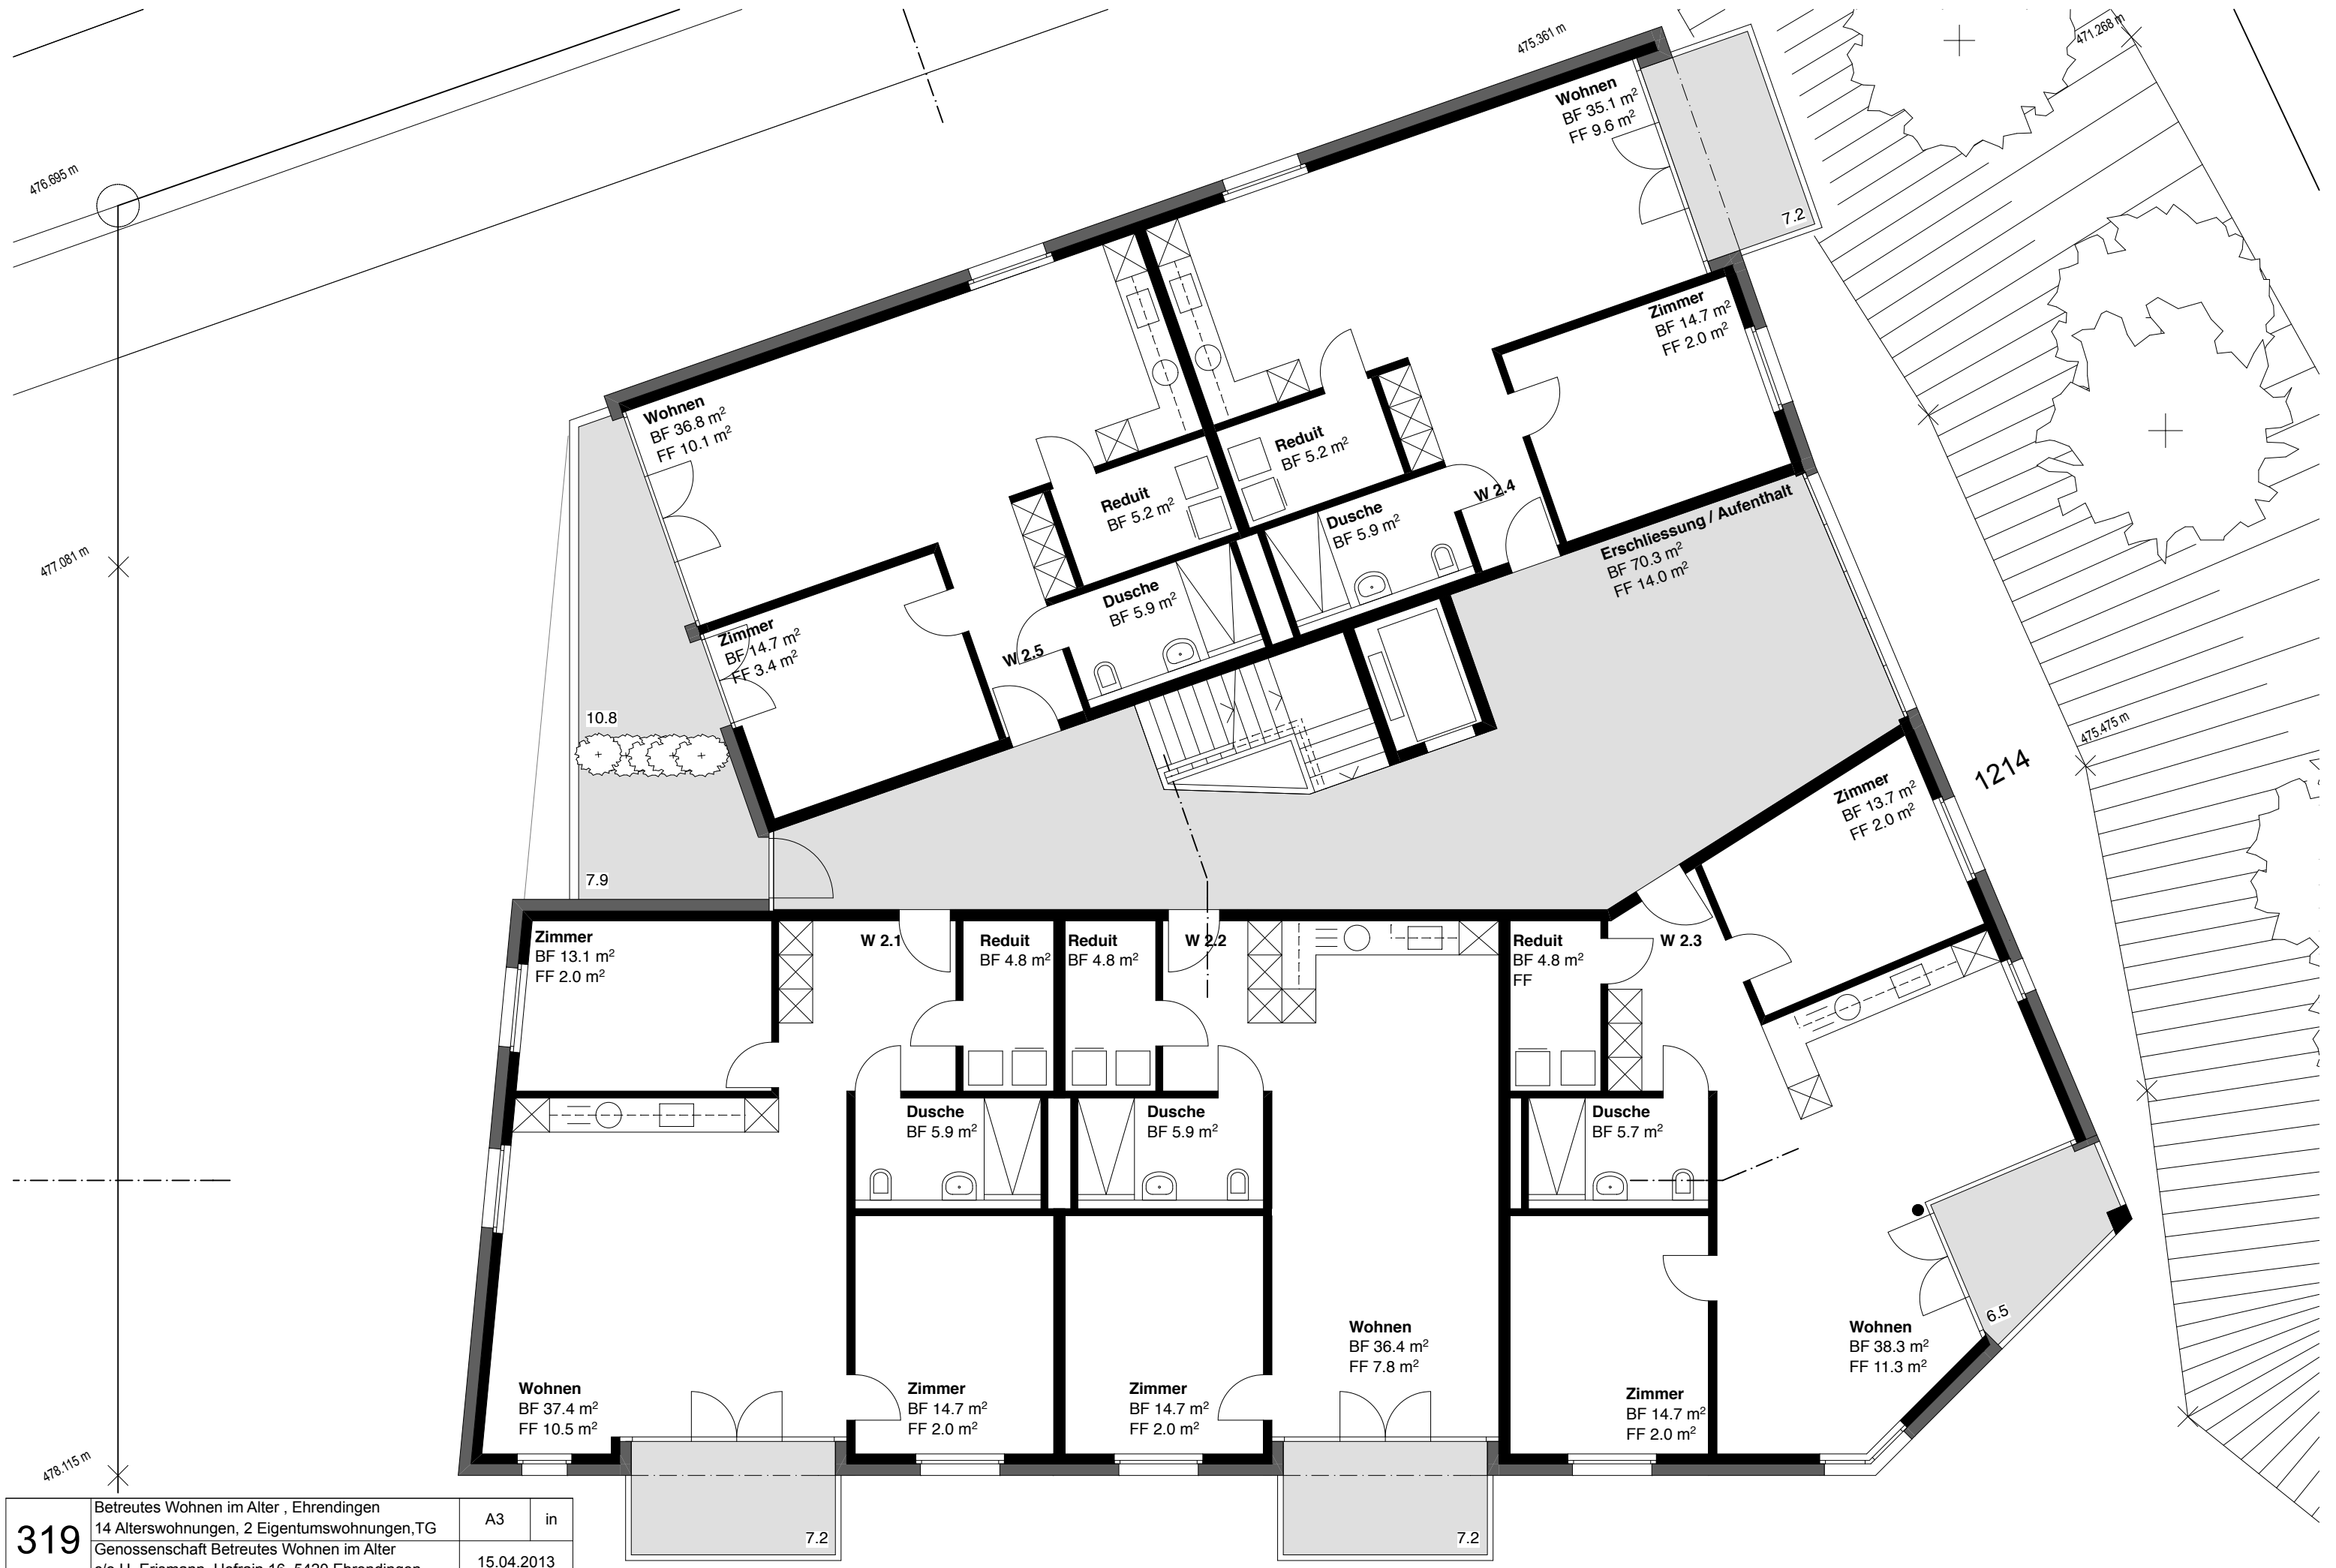 475.361 m
471.268 m
476.695 m
477.081 m
478.115 m
475.475 m
1214
Wohnen
BF 35.1 m²
FF 9.6 m²
7.2
Zimmer
BF 14.7 m²
FF 2.0 m²
Wohnen
BF 36.8 m²
FF 10.1 m²
Reduit
BF 5.2 m²
Reduit
BF 5.2 m²
W 2.4
Dusche
BF 5.9 m²
Erschliessung / Aufenthalt
BF 70.3 m²
FF 14.0 m²
Dusche
BF 5.9 m²
Zimmer
BF 14.7 m²
FF 3.4 m²
W 2.5
10.8
7.9
Zimmer
BF 13.7 m²
FF 2.0 m²
Zimmer
BF 13.1 m²
FF 2.0 m²
W 2.1
Reduit
BF 4.8 m²
Reduit
BF 4.8 m²
W 2.2
Reduit
BF 4.8 m²
FF
W 2.3
Dusche
BF 5.9 m²
Dusche
BF 5.9 m²
Dusche
BF 5.7 m²
Wohnen
BF 37.4 m²
FF 10.5 m²
Zimmer
BF 14.7 m²
FF 2.0 m²
Zimmer
BF 14.7 m²
FF 2.0 m²
Wohnen
BF 36.4 m²
FF 7.8 m²
Zimmer
BF 14.7 m²
FF 2.0 m²
Wohnen
BF 38.3 m²
FF 11.3 m²
6.5
7.2
7.2
319
Betreutes Wohnen im Alter , Ehrendingen
14 Alterswohnungen, 2 Eigentumswohnungen,TG
A3
in
Genossenschaft Betreutes Wohnen im Alter
c/o U. Erismann, Hofrain 16, 5420 Ehrendingen
15.04.2013